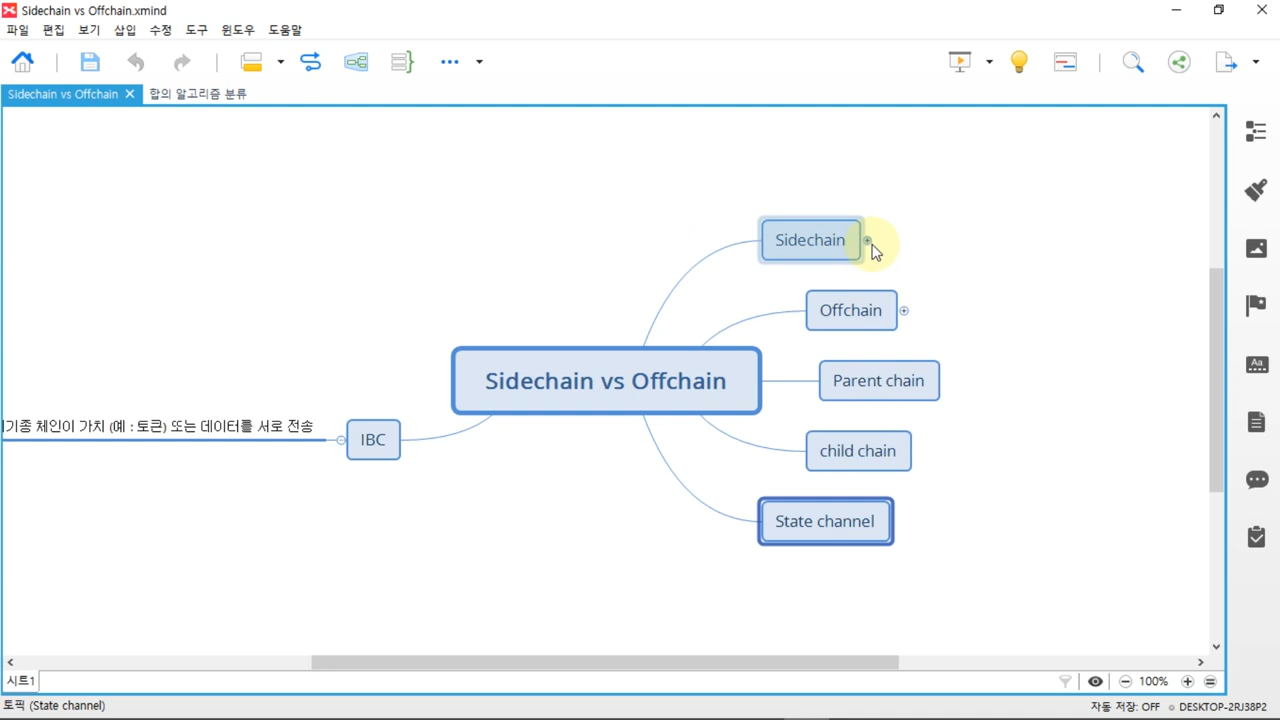 Sidechain vs Offchain.xmind
파일 편집 보기 삽입 수정 도구 윈도우 도움말
Sidechain vs Offchain 합의 알고리즘 분류
Sidechain
Offchain
Sidechain vs Offchain
Parent chain
기종 체인이 가치 (예 : 토큰) 또는 데이터를 서로 전송
IBC
child chain
State channel
Aa
시트1
100%
토픽 (State channel)
자동 저장: OFF
DESKTOP-2RJ38P2